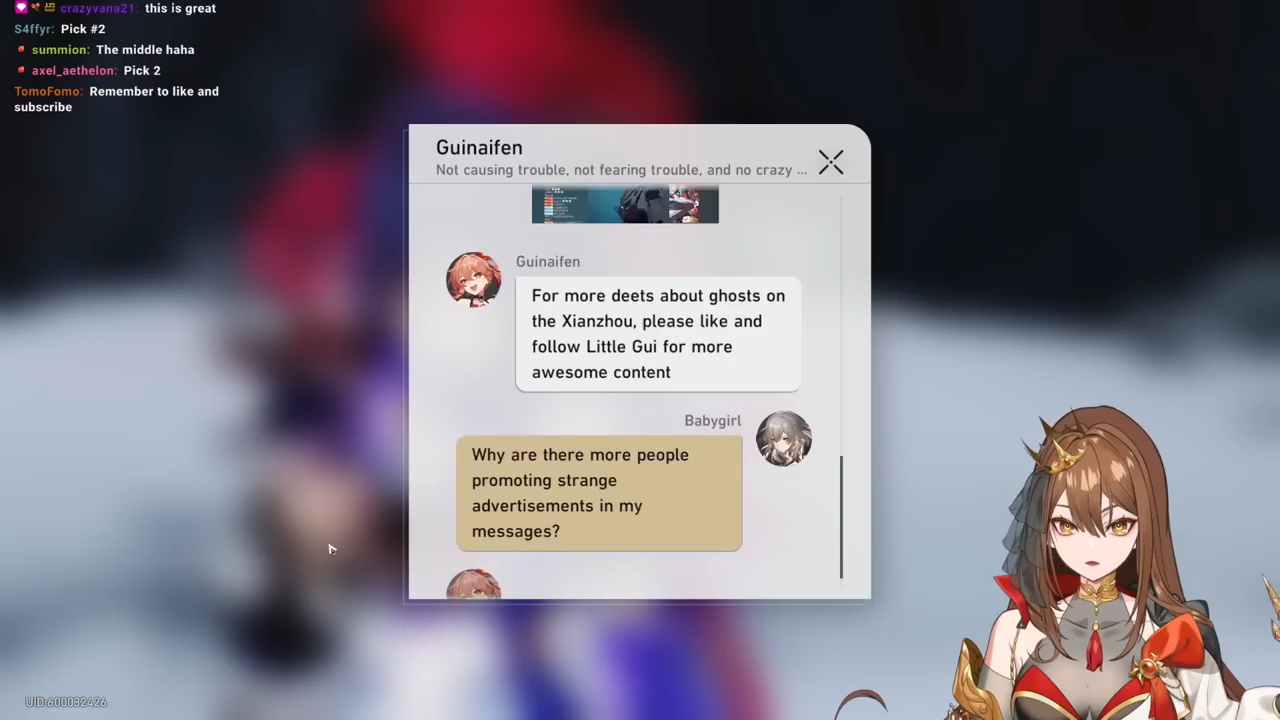 crazyvana21: this is great
S4ffyr: Pick #2
summion: The middle haha
axel_aethelon: Pick 2
TomoFomo: Remember to like and
subscribe
Guinaifen
Not causing trouble, not fearing trouble, and no crazy ...
Guinaifen
For more deets about ghosts on
the Xianzhou, please like and
follow Little Gui for more
awesome content
Babygirl
Why are there more people
promoting strange
advertisements in my
messages?
UID:600032426